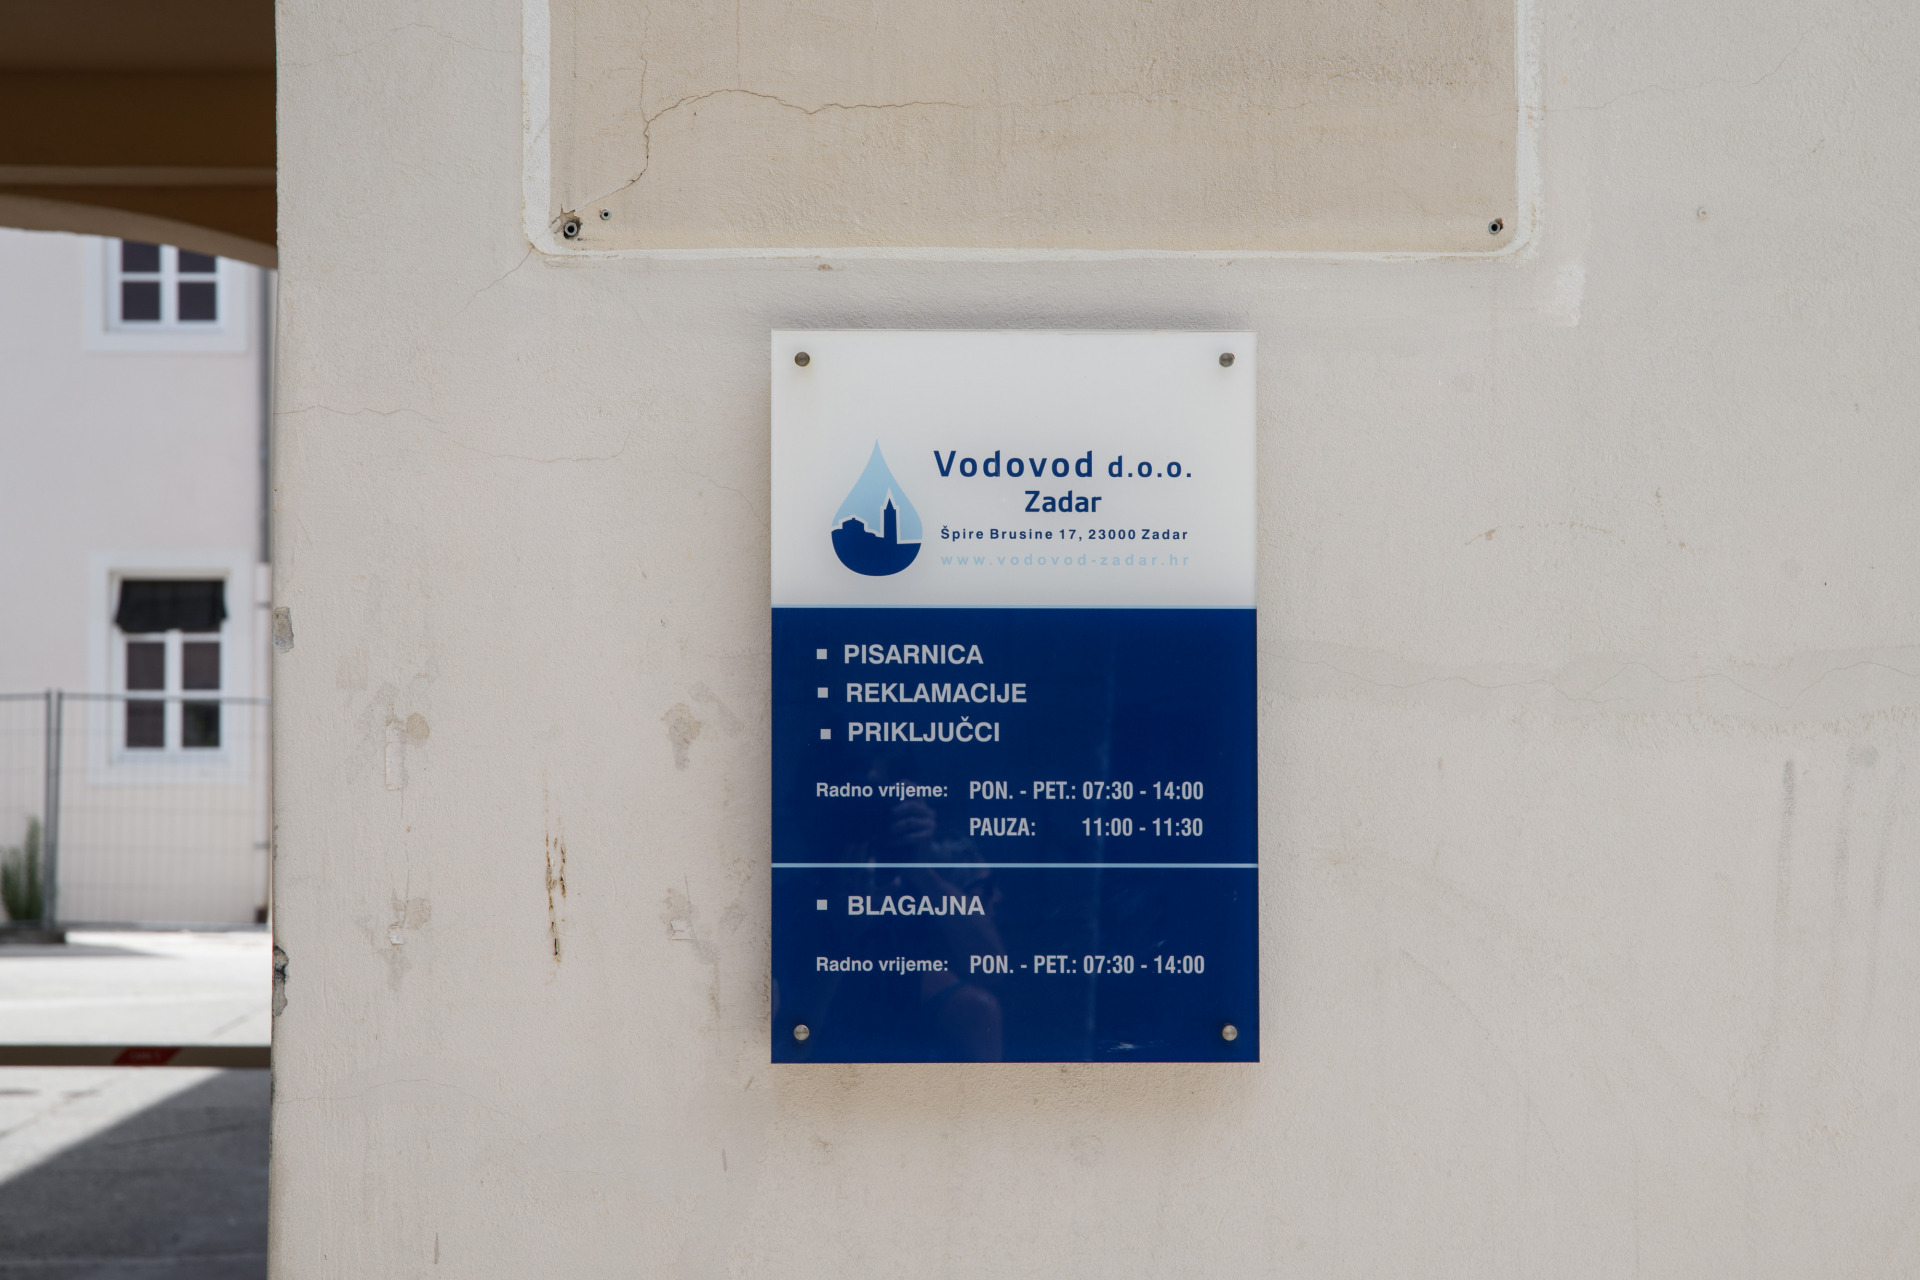 Vodovod d.o.o.
Zadar
Špire Brusine 17, 23000 Zadar
www.vodovod-zadar.hr
PISARNICA
REKLAMACIJE
PRIKLJUČCI
Radno vrijeme: PON. - PET.: 07:30 - 14:00
PAUZA: 11:00 - 11:30
BLAGAJNA
Radno vrijeme: PON. - PET.: 07:30 - 14:00